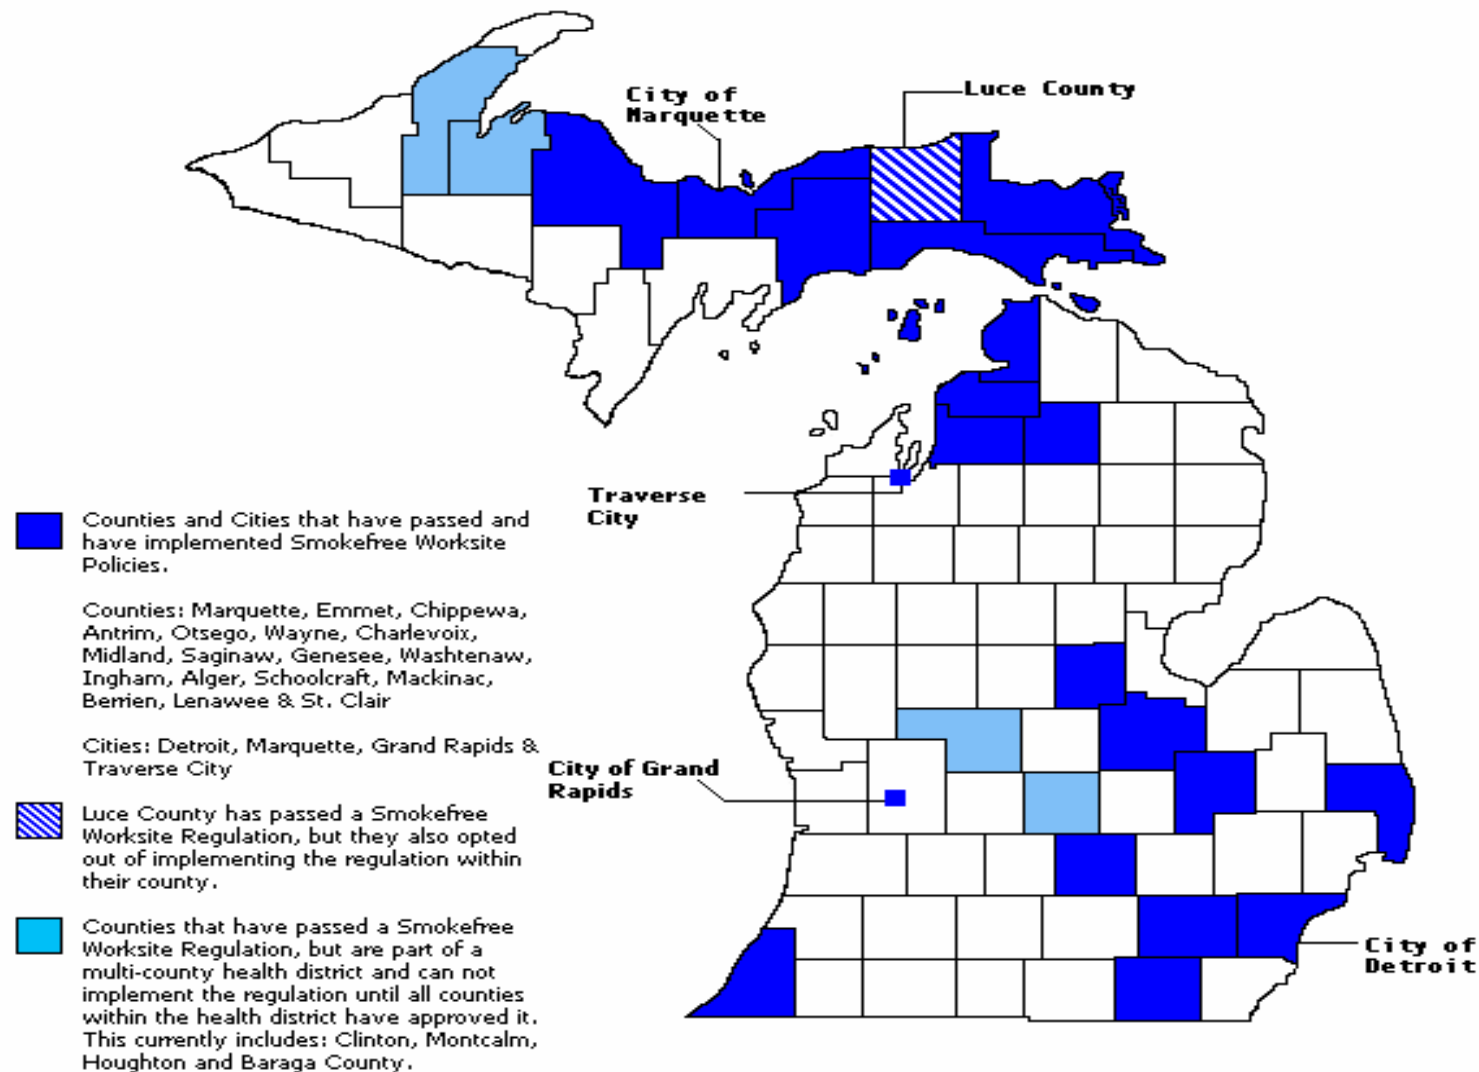 City of
Marquette
Luce County
Traverse
City
City of Grand
Rapids
City of
Detroit
Counties and Cities that have passed and
have implemented Smokefree Worksite
Policies.
Counties: Marquette, Emmet, Chippewa,
Antrim, Otsego, Wayne, Charlevoix,
Midland, Saginaw, Genesee, Washtenaw,
Ingham, Alger, Schoolcraft, Mackinac,
Berrien, Lenawee & St. Clair
Cities: Detroit, Marquette, Grand Rapids &
Traverse City
Luce County has passed a Smokefree
Worksite Regulation, but they also opted
out of implementing the regulation within
their county.
Counties that have passed a Smokefree
Worksite Regulation, but are part of a
multi-county health district and can not
implement the regulation until all counties
within the health district have approved it.
This currently includes: Clinton, Montcalm,
Houghton and Baraga County.